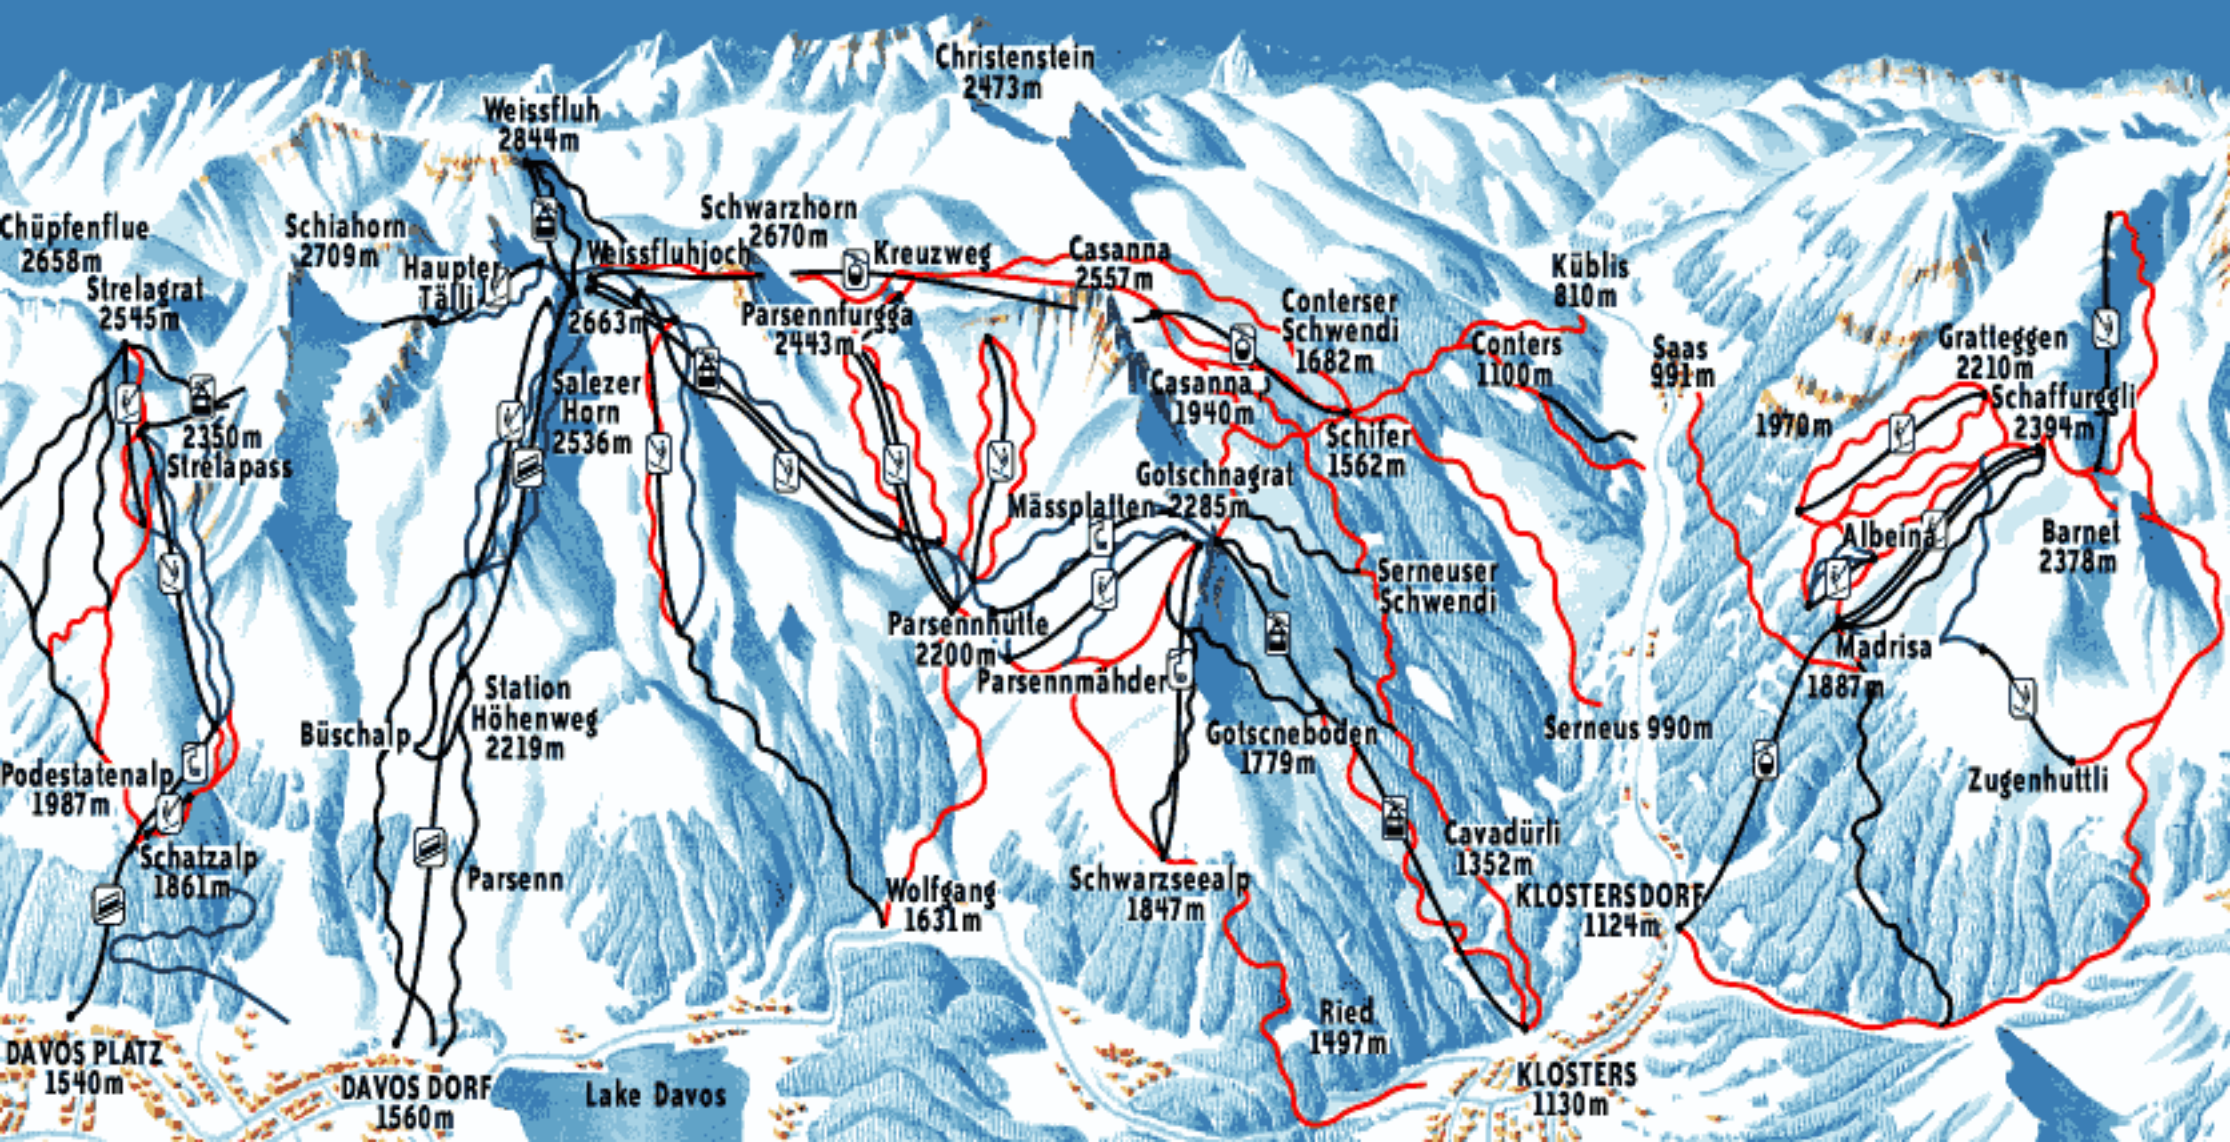 Christenstein
2473m
Weissfluh
2844m
Chüpfenflue
2658m
Schiahorn
2709m
Haupter
Tälli
Strelagrat
2545m
Weissfluhjoch
2663m
Schwarzhorn
2670m
Kreuzweg
Casanna
2557m
Parsennfurgga
2443m
Conterser
Schwendi
1682m
Küblis
810m
Conters
1100m
Saas
991m
Gratteggen
2210m
Schaffurggli
2394m
1970m
2350m
Strelapass
Salezer
Horn
2536m
Casanna
1940m
Schifer
1562m
Gotschnagrat
2285m
Mässplatten
Albeina
Barnet
2378m
Serneuser
Schwendi
Parsennhutte
2200m
Parsennmähder
Madrisa
1887m
Station
Höhenweg
2219m
Büschalp
Gotscneboden
1779m
Serneus 990m
Zugenhuttli
Podestatenalp
1987m
Schatzalp
1861m
Parsenn
Wolfgang
1631m
Schwarzseealp
1847m
Cavadürli
1352m
KLOSTERSDORF
1124m
Ried
1497m
DAVOS PLATZ
1540m
DAVOS DORF
1560m
Lake Davos
KLOSTERS
1130m